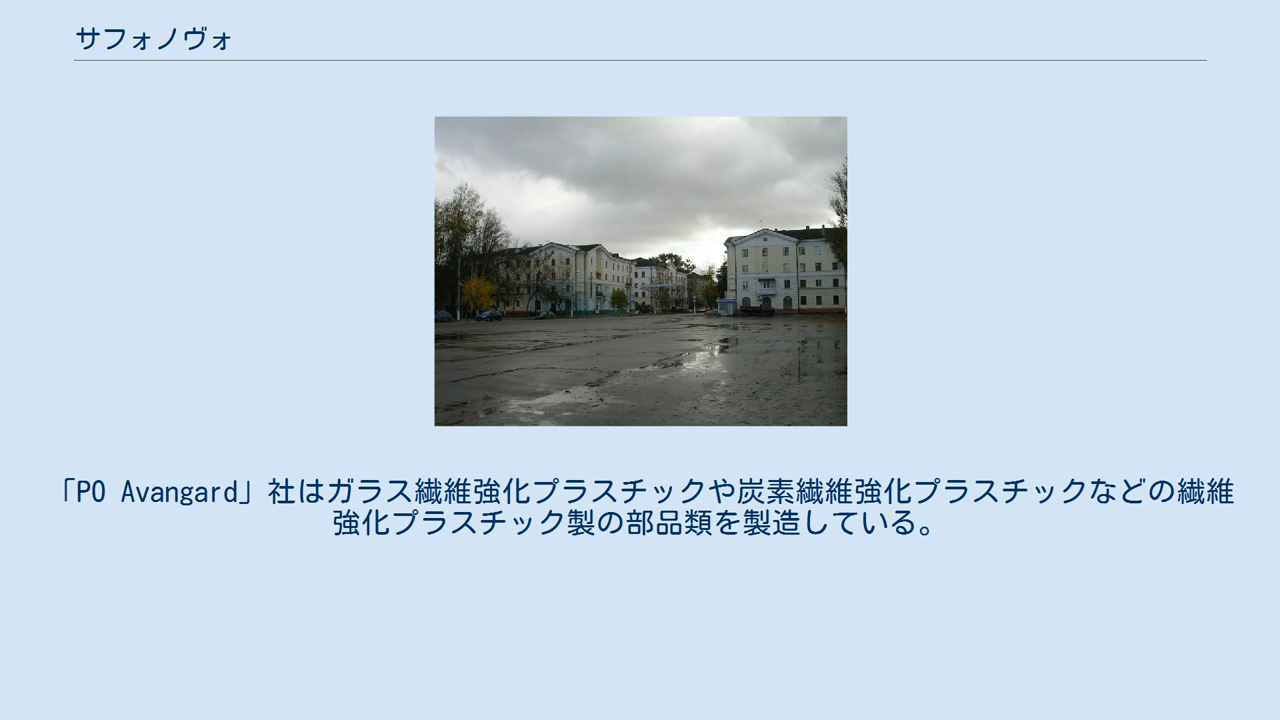 サフォノヴォ
「PO Avangard」社はガラス繊維強化プラスチックや炭素繊維強化プラスチックなどの繊維
強化プラスチック製の部品類を製造している。